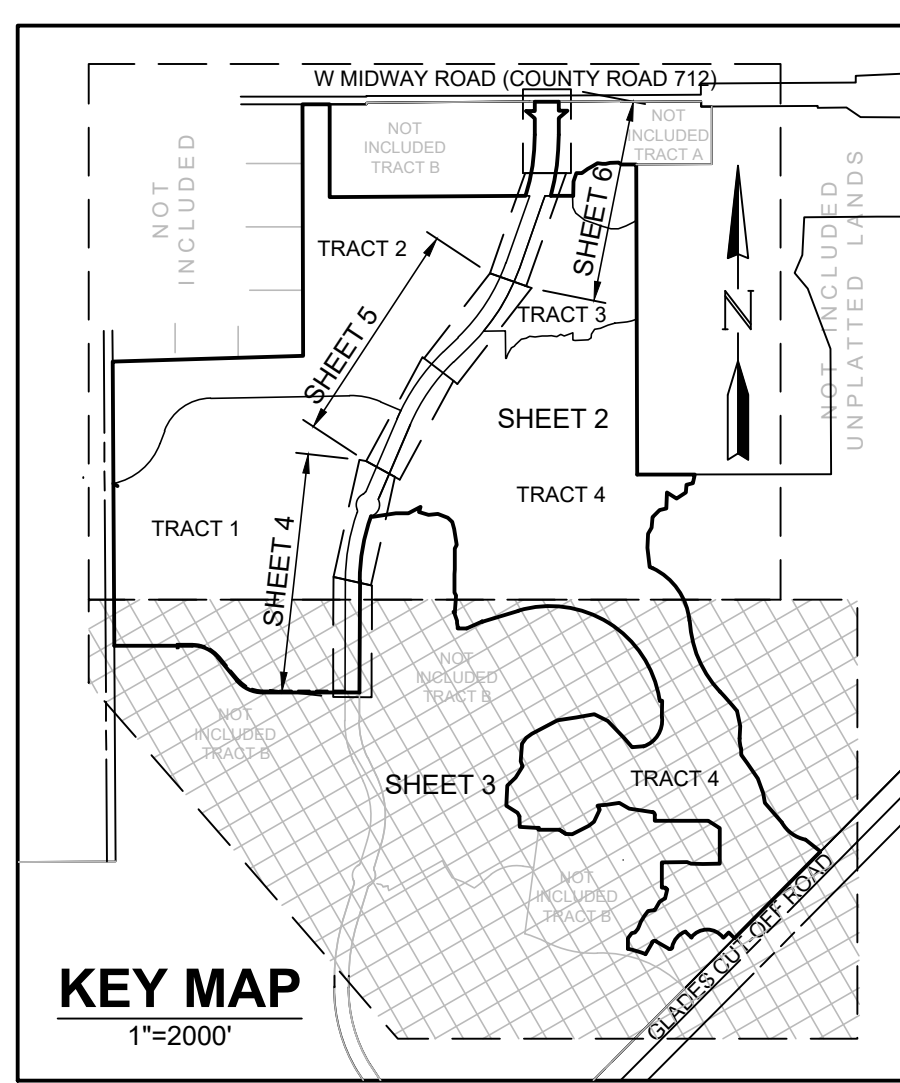 W MIDWAY ROAD (COUNTY ROAD 712)
NOT
INCLUDED
TRACT B
NOT
INCLUDED
TRACT A
NOT
INCLUDED
NOT INCLUDED
UNPLATTED LANDS
SHEET 6
TRACT 2
SHEET 5
TRACT 3
N
SHEET 2
TRACT 4
TRACT 1
SHEET 4
NOT
INCLUDED
TRACT B
NOT
INCLUDED
TRACT B
SHEET 3
TRACT 4
NOT
INCLUDED
TRACT B
GLADES CUT-OFF ROAD
KEY MAP
1"=2000'